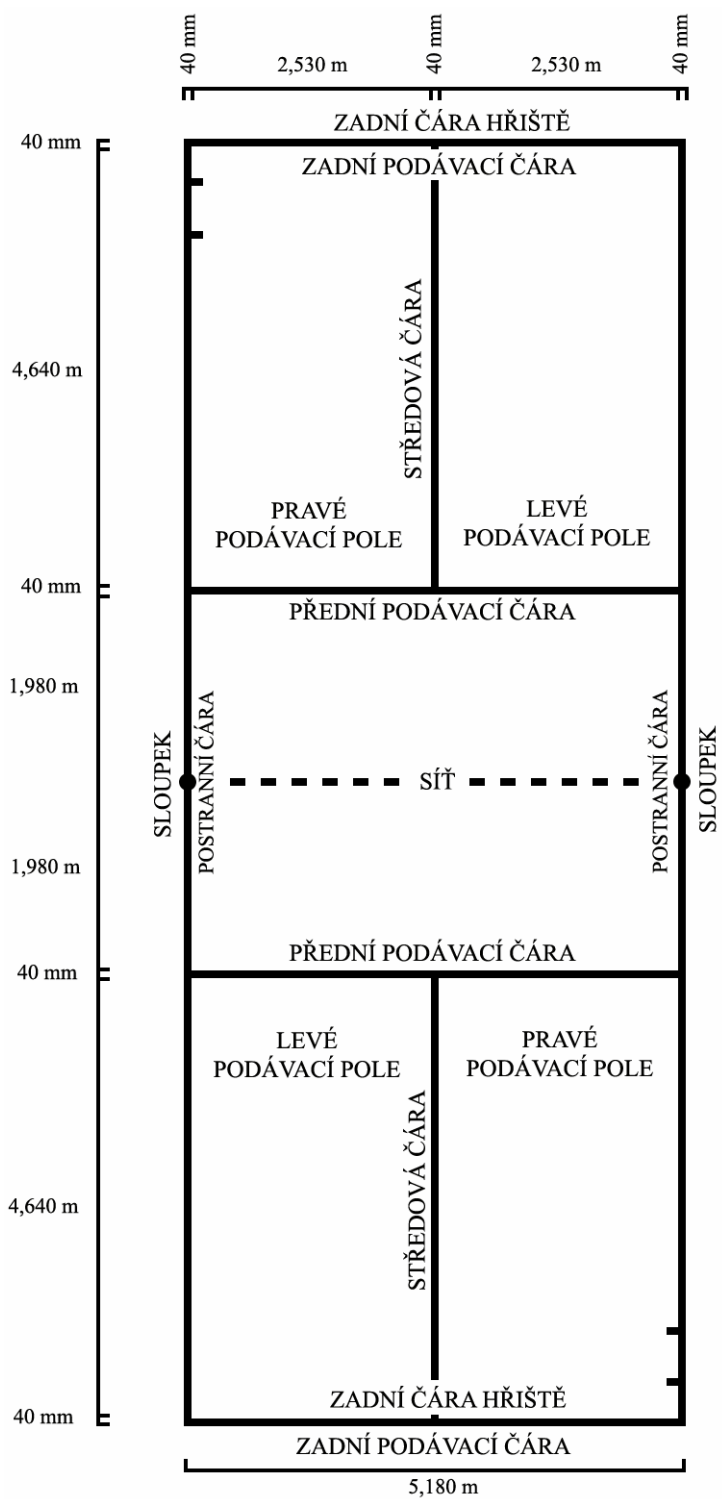 40 mm
2,530 m
40 mm
2,530 m
40 mm
ZADNÍ ČÁRA HŘIŠTĚ
40 mm
ZADNÍ PODÁVACÍ ČÁRA
STŘEDOVÁ ČÁRA
4,640 m
PRAVÉ
PODÁVACÍ POLE
LEVÉ
PODÁVACÍ POLE
40 mm
PŘEDNÍ PODÁVACÍ ČÁRA
1,980 m
SLOUPEK
POSTRANNÍ ČÁRA
SÍŤ
POSTRANNÍ ČÁRA
SLOUPEK
1,980 m
PŘEDNÍ PODÁVACÍ ČÁRA
40 mm
LEVÉ
PODÁVACÍ POLE
PRAVÉ
PODÁVACÍ POLE
STŘEDOVÁ ČÁRA
4,640 m
ZADNÍ ČÁRA HŘIŠTĚ
40 mm
ZADNÍ PODÁVACÍ ČÁRA
5,180 m